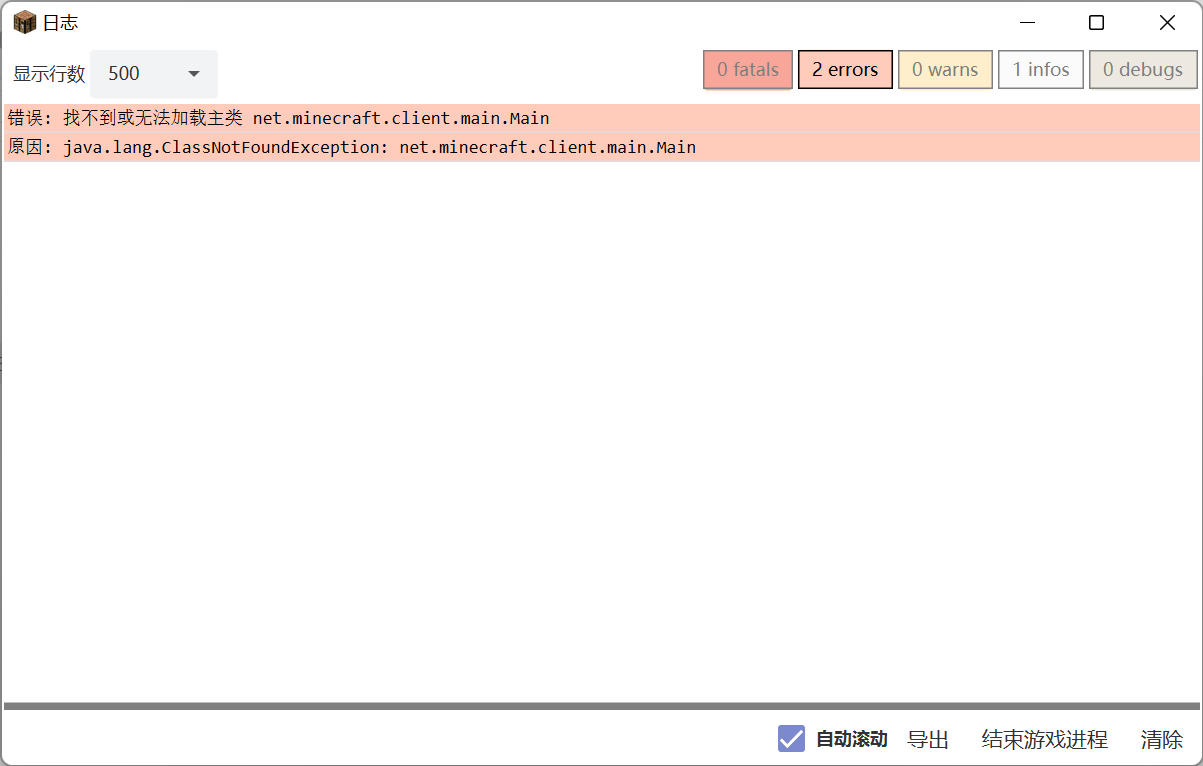 日志
显示行数 500 0 fatals 2 errors 0 warns 1 infos 0 debugs
错误: 找不到或无法加载主类 net.minecraft.client.main.Main
原因: java.lang.ClassNotFoundException: net.minecraft.client.main.Main
自动滚动 导出 结束游戏进程 清除